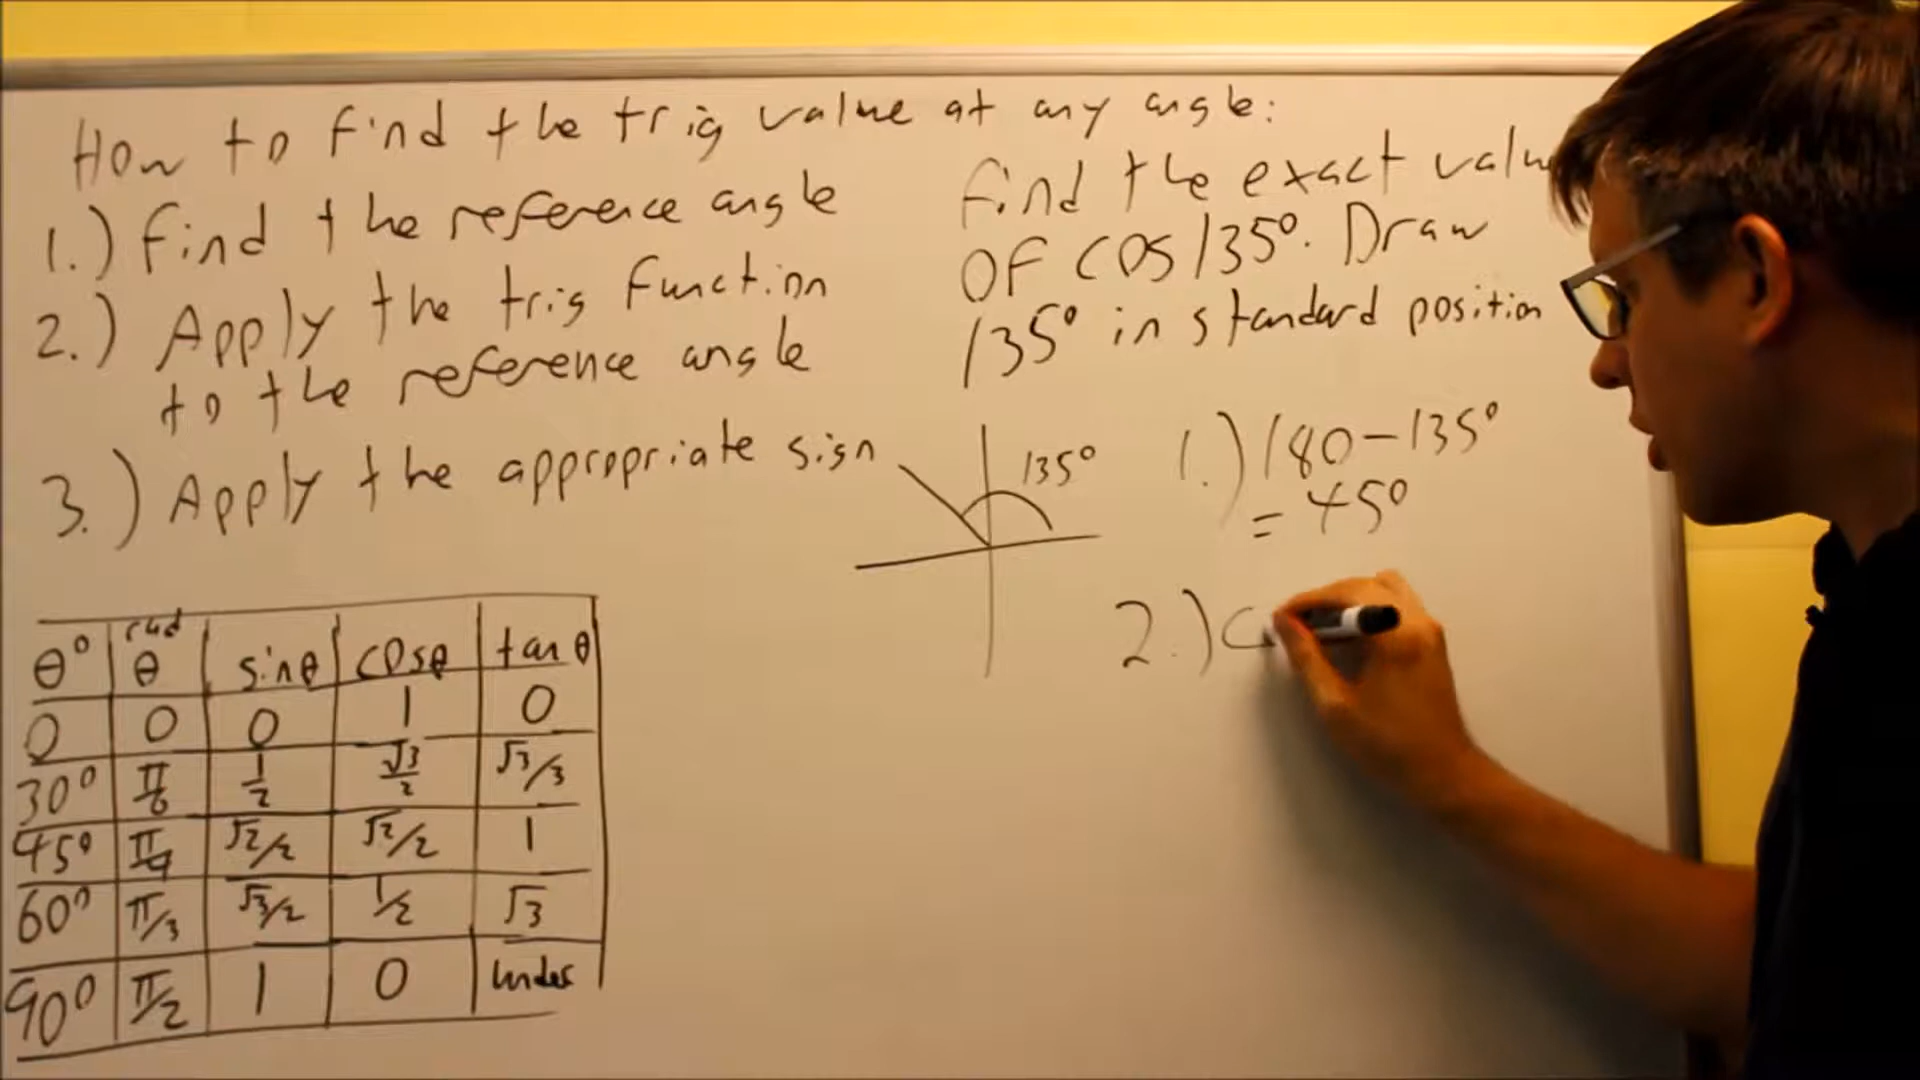 How to find the trig value at any angle:
1.) Find the reference angle
2.) Apply the trig function
to the reference angle
3.) Apply the appropriate sign
Find the exact value
of cos 135°. Draw
135° in standard position
135°
1.) 180-135°
= 45°
2.) c
θ° rad θ sinθ cosθ tanθ
0 0 0 1 0
30° π/6 1/2 √3/2 √3/3
45° π/4 √2/2 √2/2 1
60° π/3 √3/2 1/2 √3
90° π/2 1 0 undef